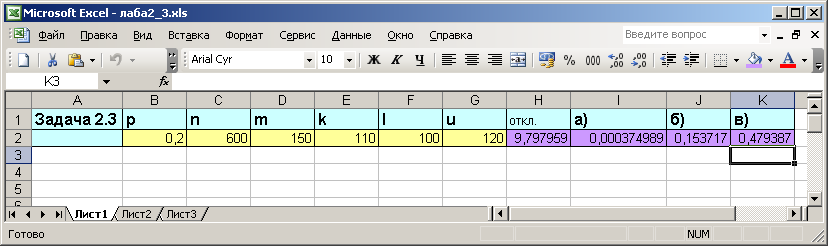 Microsoft Excel - лаба2_3.xls
Файл Правка Вид Вставка Формат Сервис Данные Окно Справка Введите вопрос
Arial Cyr 10 Ж К Ч % 000
K3 fx
A B C D E F G H I J K
1 Задача 2.3 p n m k l u откл. а) б) в)
2 0,2 600 150 110 100 120 9,797959 0,000374989 0,153717 0,479387
3
4
5
Лист1 Лист2 Лист3
Готово NUM